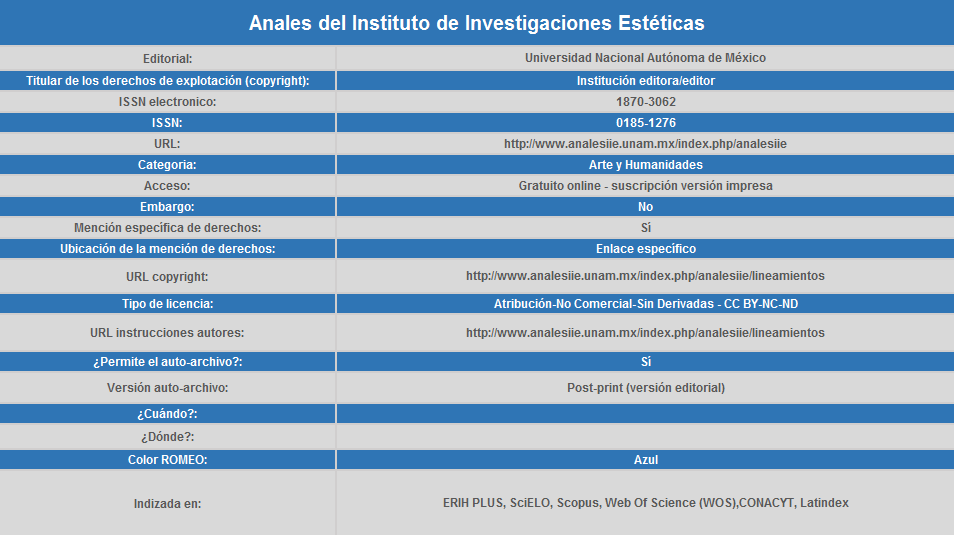 Anales del Instituto de Investigaciones Estéticas
Editorial: Universidad Nacional Autónoma de México
Titular de los derechos de explotación (copyright): Institución editora/editor
ISSN electronico: 1870-3062
ISSN: 0185-1276
URL: http://www.analesiie.unam.mx/index.php/analesiie
Categoria: Arte y Humanidades
Acceso: Gratuito online - suscripción versión impresa
Embargo: No
Mención específica de derechos: Sí
Ubicación de la mención de derechos: Enlace específico
URL copyright: http://www.analesiie.unam.mx/index.php/analesiie/lineamientos
Tipo de licencia: Atribución-No Comercial-Sin Derivadas - CC BY-NC-ND
URL instrucciones autores: http://www.analesiie.unam.mx/index.php/analesiie/lineamientos
¿Permite el auto-archivo?: Sí
Versión auto-archivo: Post-print (versión editorial)
¿Cuándo?:
¿Dónde?:
Color ROMEO: Azul
Indizada en: ERIH PLUS, SciELO, Scopus, Web Of Science (WOS),CONACYT, Latindex